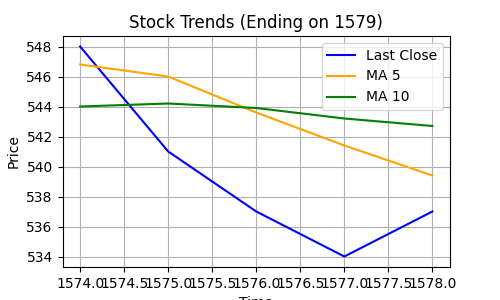 Stock Trends (Ending on 1579)
Last Close
MA 5
MA 10
Price
548
546
544
542
540
538
536
534
1574.0 1574.5 1575.0 1575.5 1576.0 1576.5 1577.0 1577.5 1578.0
Time